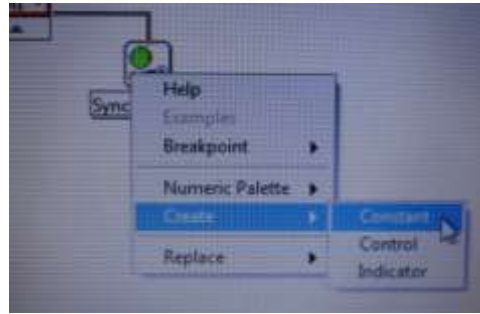 Sync
Help
Examples
Breakpoint
Numeric Palette
Create
Constant
Control
Replace
Indicator